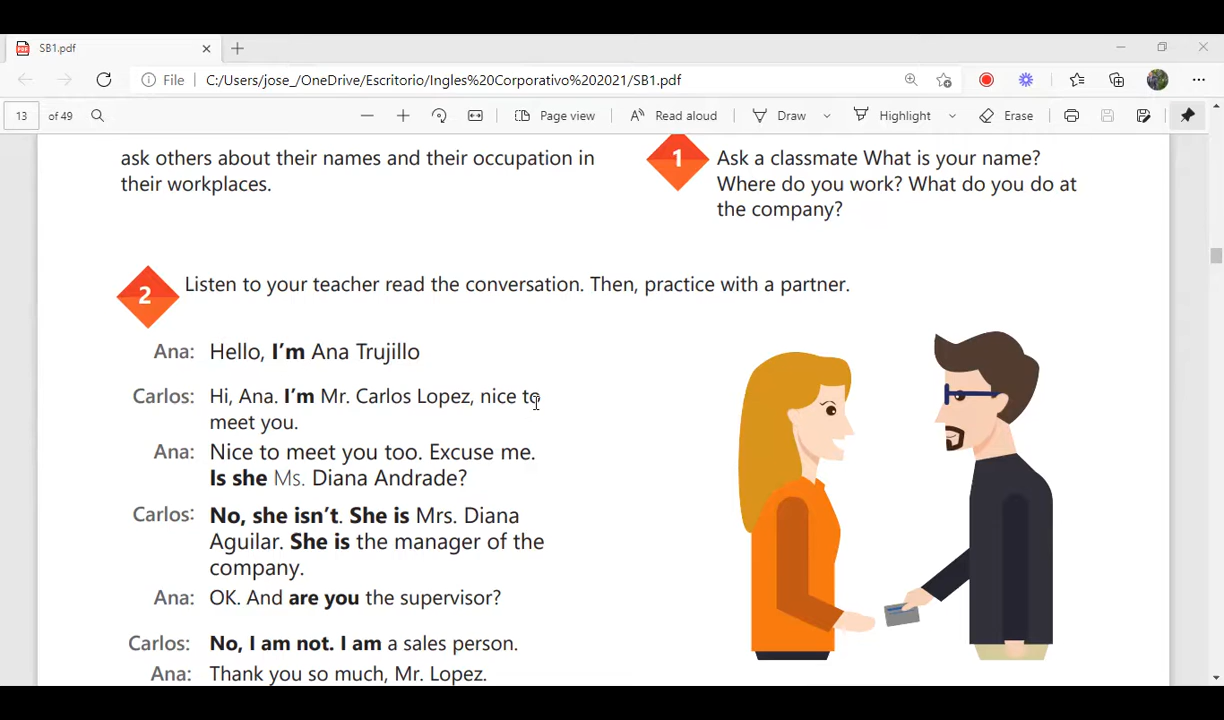 SB1.pdf
File C:/Users/jose_/OneDrive/Escritorio/Ingles%20Corporativo%202021/SB1.pdf
13 of 49 Page view Read aloud Draw Highlight Erase
ask others about their names and their occupation in
their workplaces.
1 Ask a classmate What is your name?
Where do you work? What do you do at
the company?
2 Listen to your teacher read the conversation. Then, practice with a partner.
Ana: Hello, I’m Ana Trujillo
Carlos: Hi, Ana. I’m Mr. Carlos Lopez, nice to
meet you.
Ana: Nice to meet you too. Excuse me.
Is she Ms. Diana Andrade?
Carlos: No, she isn’t. She is Mrs. Diana
Aguilar. She is the manager of the
company.
Ana: OK. And are you the supervisor?
Carlos: No, I am not. I am a sales person.
Ana: Thank you so much, Mr. Lopez.